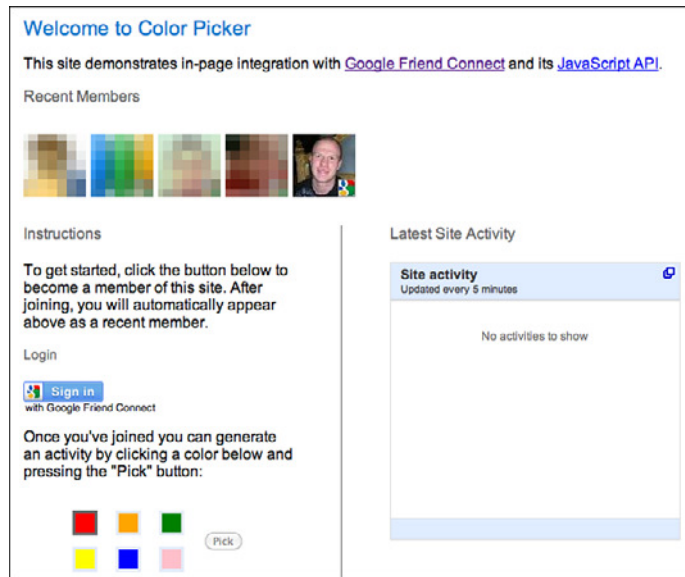 Welcome to Color Picker
This site demonstrates in-page integration with Google Friend Connect and its JavaScript API.
Recent Members
Instructions
To get started, click the button below to
become a member of this site. After
joining, you will automatically appear
above as a recent member.
Login
Sign in
with Google Friend Connect
Once you've joined you can generate
an activity by clicking a color below and
pressing the "Pick" button:
Pick
Latest Site Activity
Site activity
Updated every 5 minutes
No activities to show